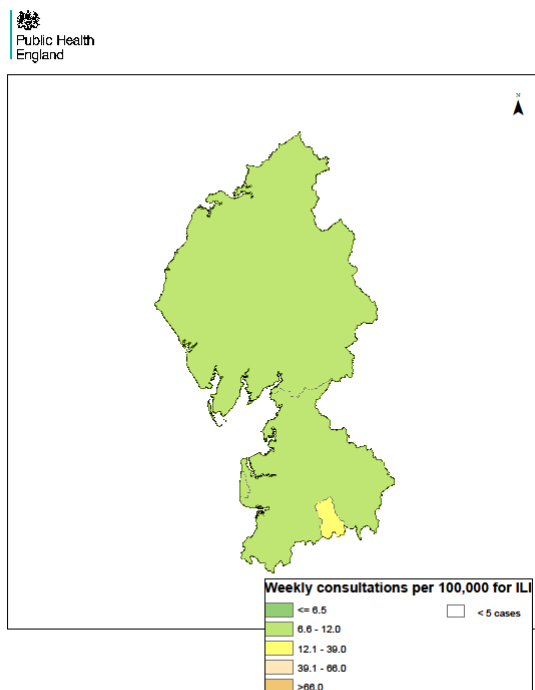 Public Health
England
N
Weekly consultations per 100,000 for ILI
<= 6.5
< 5 cases
6.6 - 12.0
12.1 - 39.0
39.1 - 66.0
>66.0